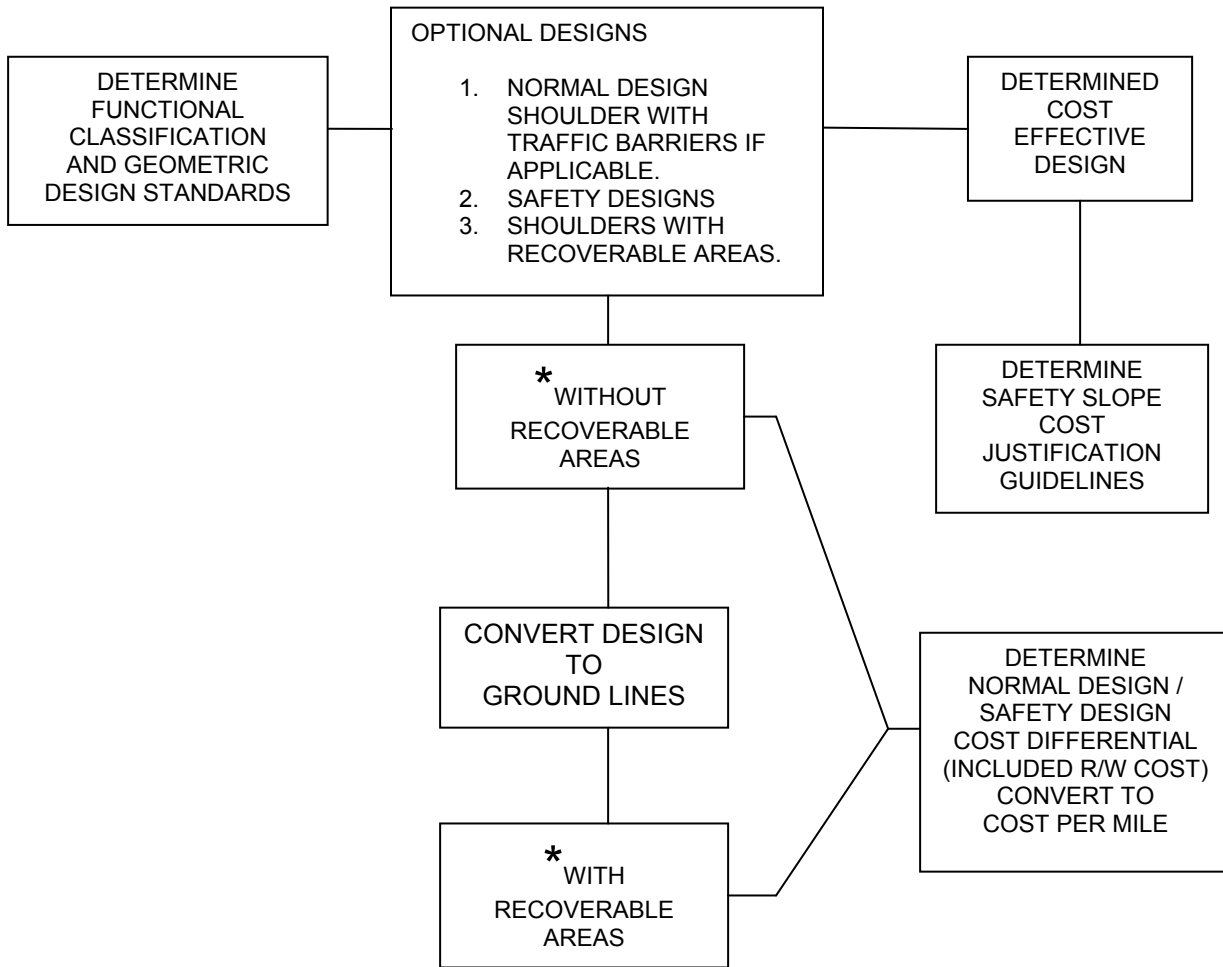 DETERMINE
FUNCTIONAL
CLASSIFICATION
AND GEOMETRIC
DESIGN STANDARDS
OPTIONAL DESIGNS
1. NORMAL DESIGN
SHOULDER WITH
TRAFFIC BARRIERS IF
APPLICABLE.
2. SAFETY DESIGNS
3. SHOULDERS WITH
RECOVERABLE AREAS.
DETERMINED
COST
EFFECTIVE
DESIGN
*WITHOUT
RECOVERABLE
AREAS
DETERMINE
SAFETY SLOPE
COST
JUSTIFICATION
GUIDELINES
CONVERT DESIGN
TO
GROUND LINES
DETERMINE
NORMAL DESIGN /
SAFETY DESIGN
COST DIFFERENTIAL
(INCLUDED R/W COST)
CONVERT TO
COST PER MILE
*WITH
RECOVERABLE
AREAS